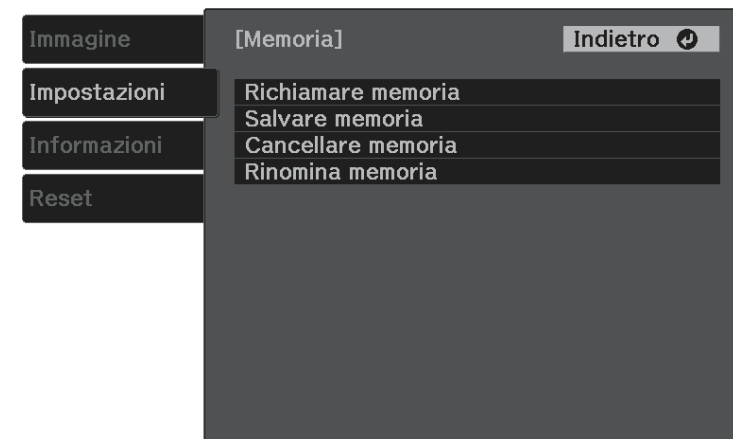 Immagine
Impostazioni
Informazioni
Reset
[Memoria]
Indietro
Richiamare memoria
Salvare memoria
Cancellare memoria
Rinomina memoria